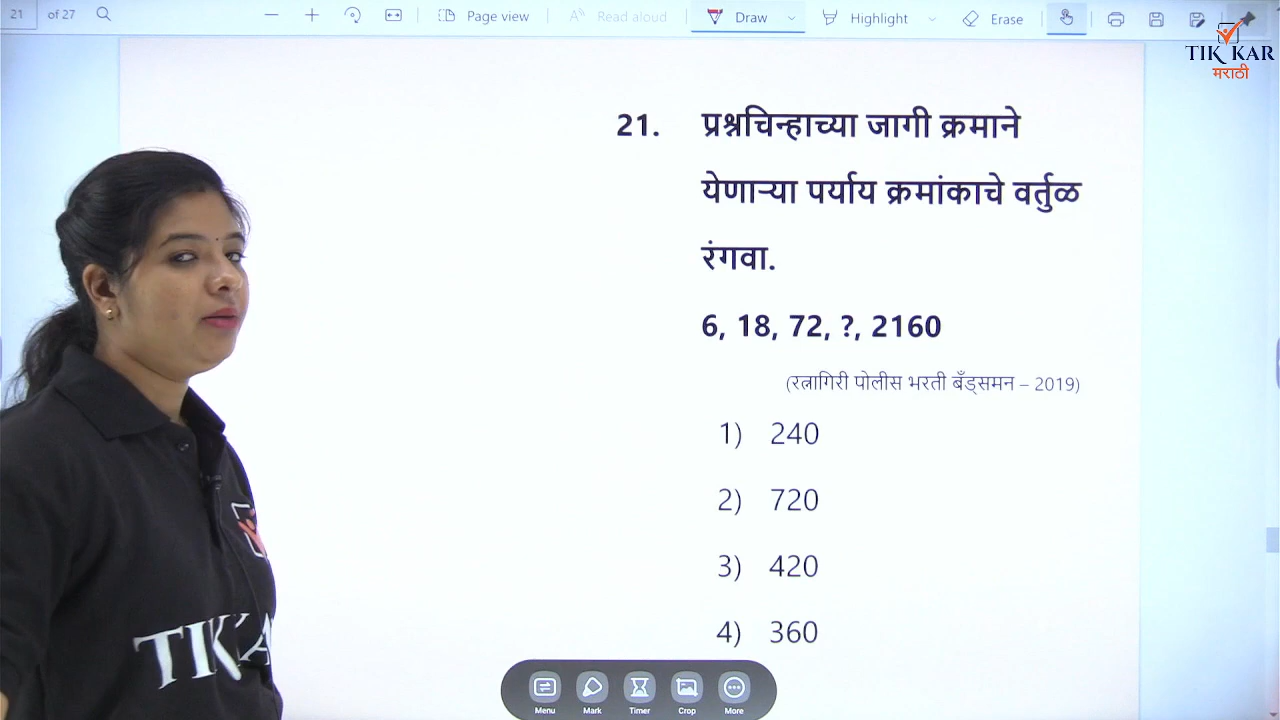 21 of 27 Page view Read aloud Draw Highlight Erase
TIKKAR
मराठी
21. प्रश्नचिन्हाच्या जागी क्रमाने
येणाऱ्या पर्याय क्रमांकाचे वर्तुळ
रंगवा.
6, 18, 72, ?, 2160
(रत्नागिरी पोलीस भरती बँड्समन – 2019)
1) 240
2) 720
3) 420
4) 360
TIKKA
Menu Mark Timer Crop More